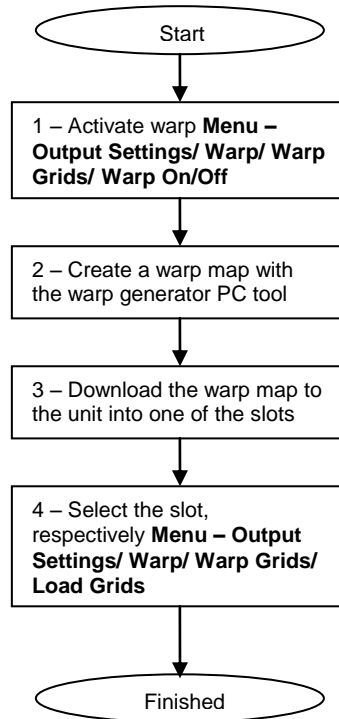 Start
1 – Activate warp Menu –
Output Settings/ Warp/ Warp
Grids/ Warp On/Off
2 – Create a warp map with
the warp generator PC tool
3 – Download the warp map to
the unit into one of the slots
4 – Select the slot,
respectively Menu – Output
Settings/ Warp/ Warp Grids/
Load Grids
Finished